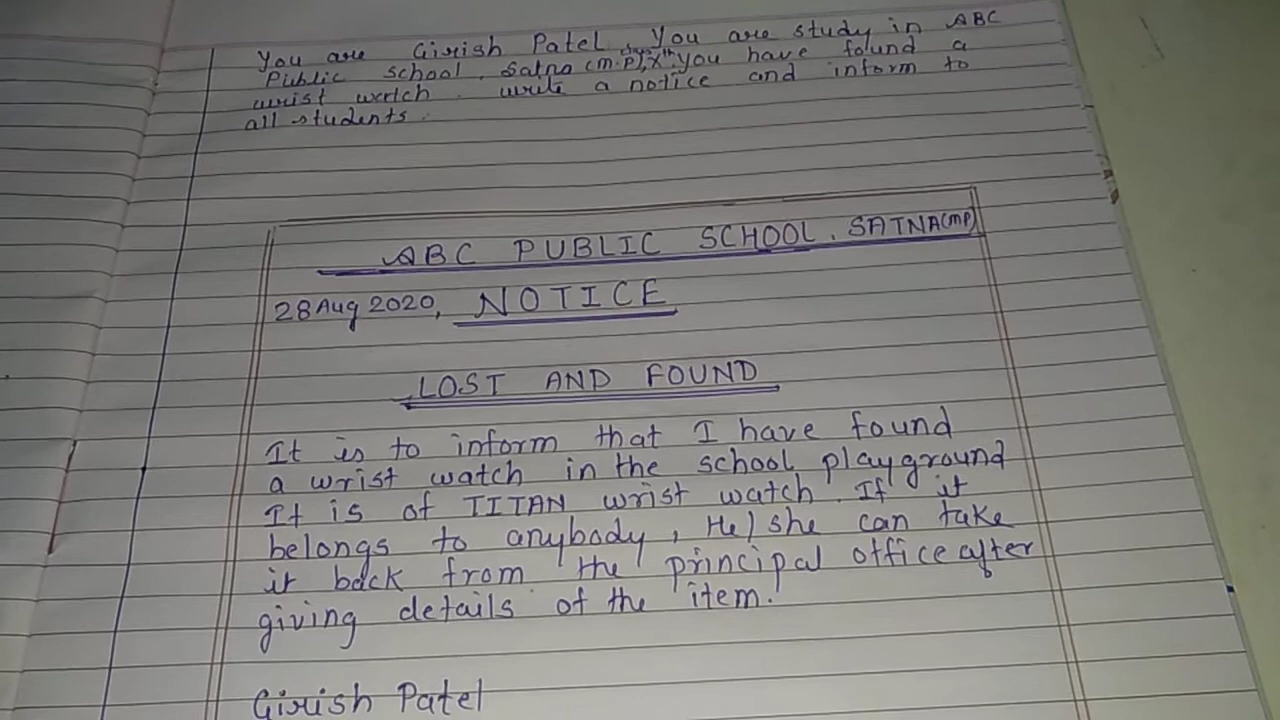 You are Girish Patel. You are study in ABC
Public school, Satna (m.p), Xth, you have foīund a
wrist watch. write a notice and inform to
all students.
ABC PUBLIC SCHOOL, SATNA(MP)
28 Aug 2020, NOTICE
LOST AND FOUND
It is to inform that I have found
a wrist watch in the school playground
It is of TITAN wrist watch. If it
belongs to anybody, He/she can take
it back from the principal office after
giving details of the item.
Girish Patel